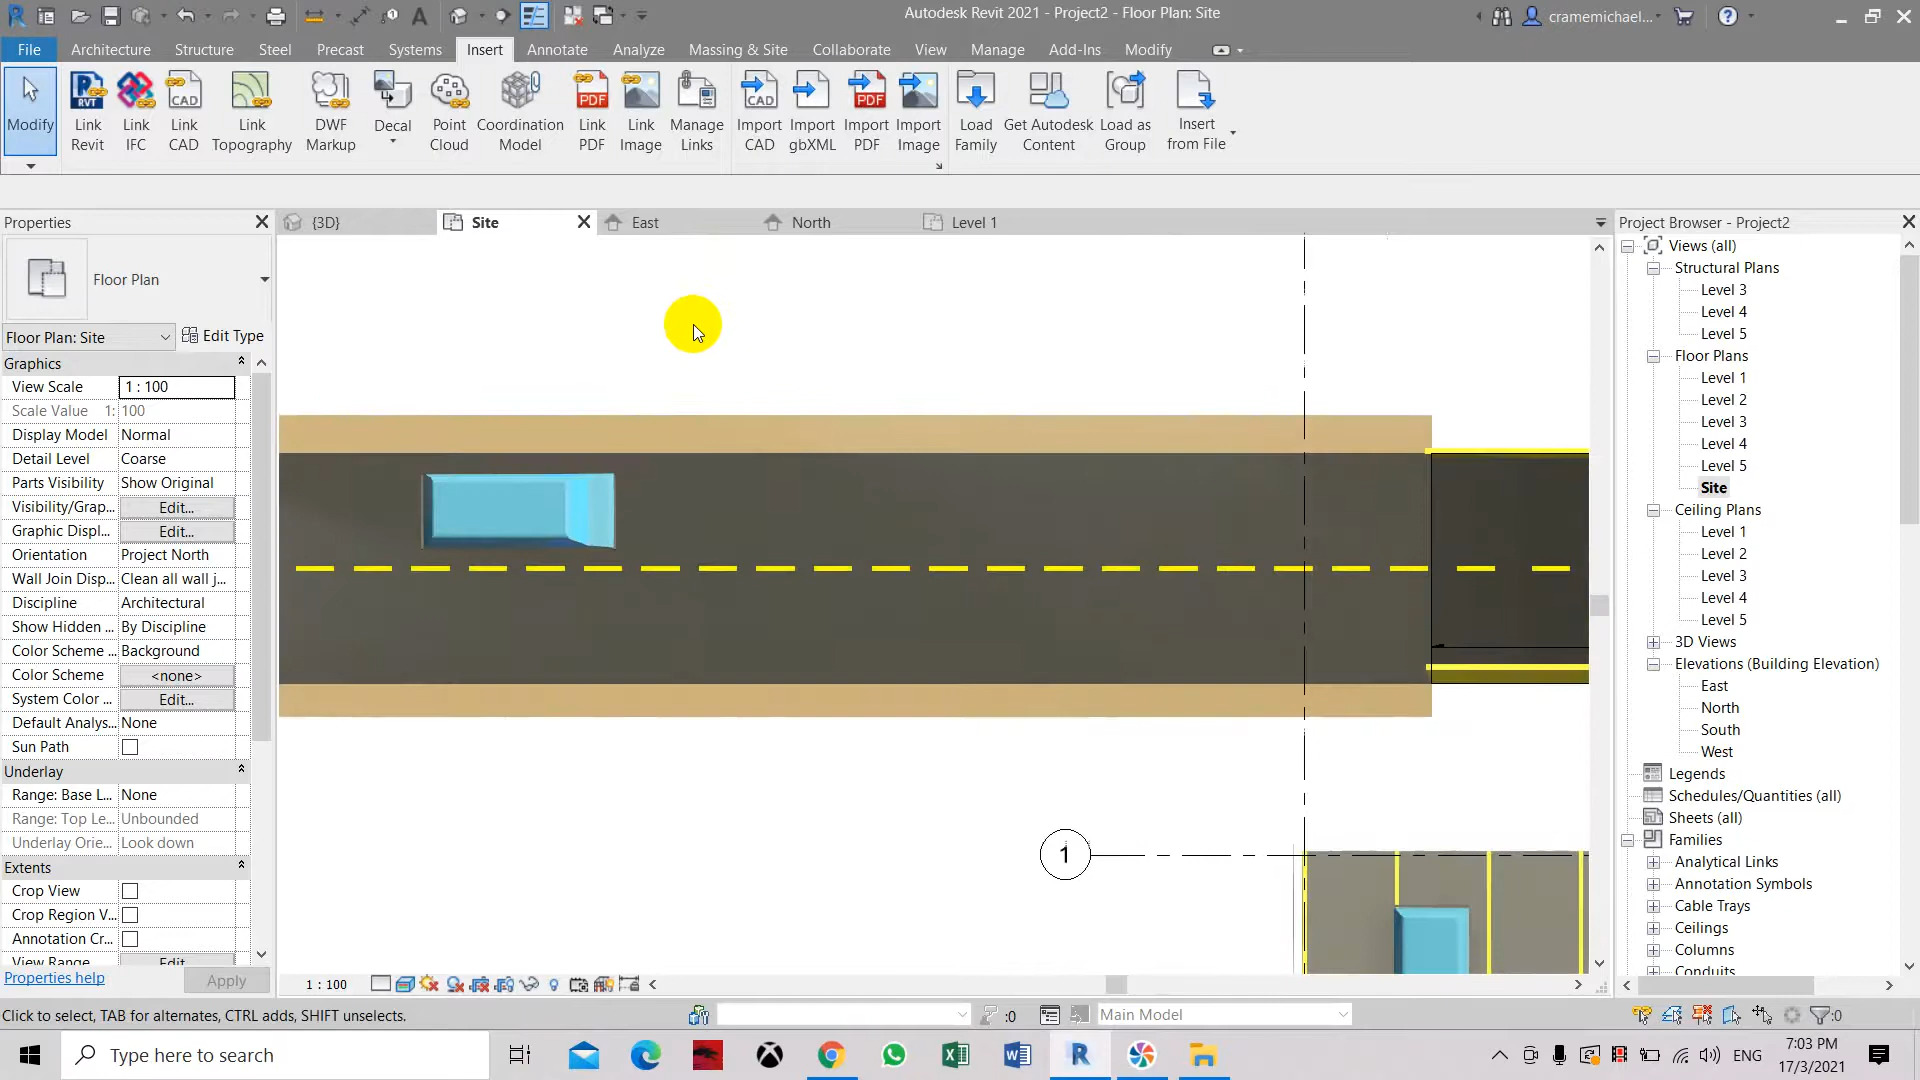 Autodesk Revit 2021 - Project2 - Floor Plan: Site
cramemichael...
File Architecture Structure Steel Precast Systems Insert Annotate Analyze Massing & Site Collaborate View Manage Add-Ins Modify
Modify
Link Revit
Link IFC
Link CAD
Link Topography
DWF Markup
Decal
Point Cloud
Coordination Model
Link PDF
Link Image
Manage Links
Import CAD
Import gbXML
Import PDF
Import Image
Load Family
Get Autodesk Content
Load as Group
Insert from File
Properties
{3D} Site East North Level 1
Floor Plan
Floor Plan: Site Edit Type
Graphics
View Scale 1 : 100
Scale Value 1: 100
Display Model Normal
Detail Level Coarse
Parts Visibility Show Original
Visibility/Grap... Edit...
Graphic Displ... Edit...
Orientation Project North
Wall Join Disp... Clean all wall j...
Discipline Architectural
Show Hidden ... By Discipline
Color Scheme ... Background
Color Scheme <none>
System Color ... Edit...
Default Analys... None
Sun Path
Underlay
Range: Base L... None
Range: Top Le... Unbounded
Underlay Orie... Look down
Extents
Crop View
Crop Region V...
Annotation Cr...
View Range Edit...
Properties help Apply
1
1 : 100
Project Browser - Project2
Views (all)
Structural Plans
Level 3
Level 4
Level 5
Floor Plans
Level 1
Level 2
Level 3
Level 4
Level 5
Site
Ceiling Plans
Level 1
Level 2
Level 3
Level 4
Level 5
3D Views
Elevations (Building Elevation)
East
North
South
West
Legends
Schedules/Quantities (all)
Sheets (all)
Families
Analytical Links
Annotation Symbols
Cable Trays
Ceilings
Columns
Conduits
Click to select, TAB for alternates, CTRL adds, SHIFT unselects.
:0
Main Model
:0
Type here to search
ENG
7:03 PM
17/3/2021